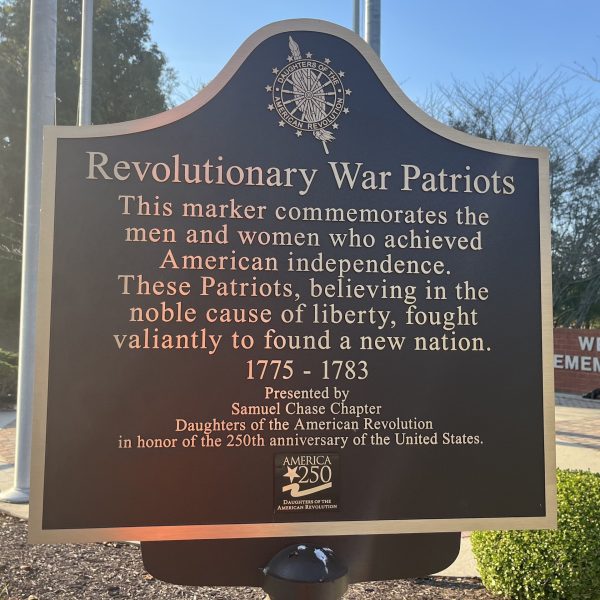 DAUGHTERS OF THE
AMERICAN REVOLUTION
Revolutionary War Patriots
This marker commemorates the
men and women who achieved
American independence.
These Patriots, believing in the
noble cause of liberty, fought
valiantly to found a new nation.
1775 - 1783
Presented by
Samuel Chase Chapter
Daughters of the American Revolution
in honor of the 250th anniversary of the United States.
AMERICA
250
DAUGHTERS OF THE
AMERICAN REVOLUTION